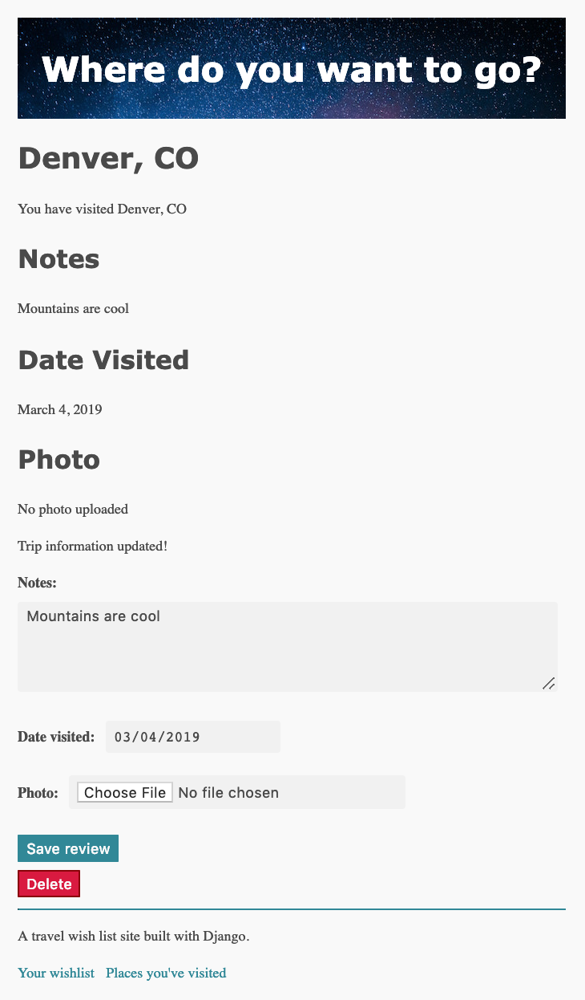 Where do you want to go?
Denver, CO
You have visited Denver, CO
Notes
Mountains are cool
Date Visited
March 4, 2019
Photo
No photo uploaded
Trip information updated!
Notes:
Mountains are cool
Date visited: 03/04/2019
Photo: Choose File No file chosen
Save review
Delete
A travel wish list site built with Django.
Your wishlist Places you've visited